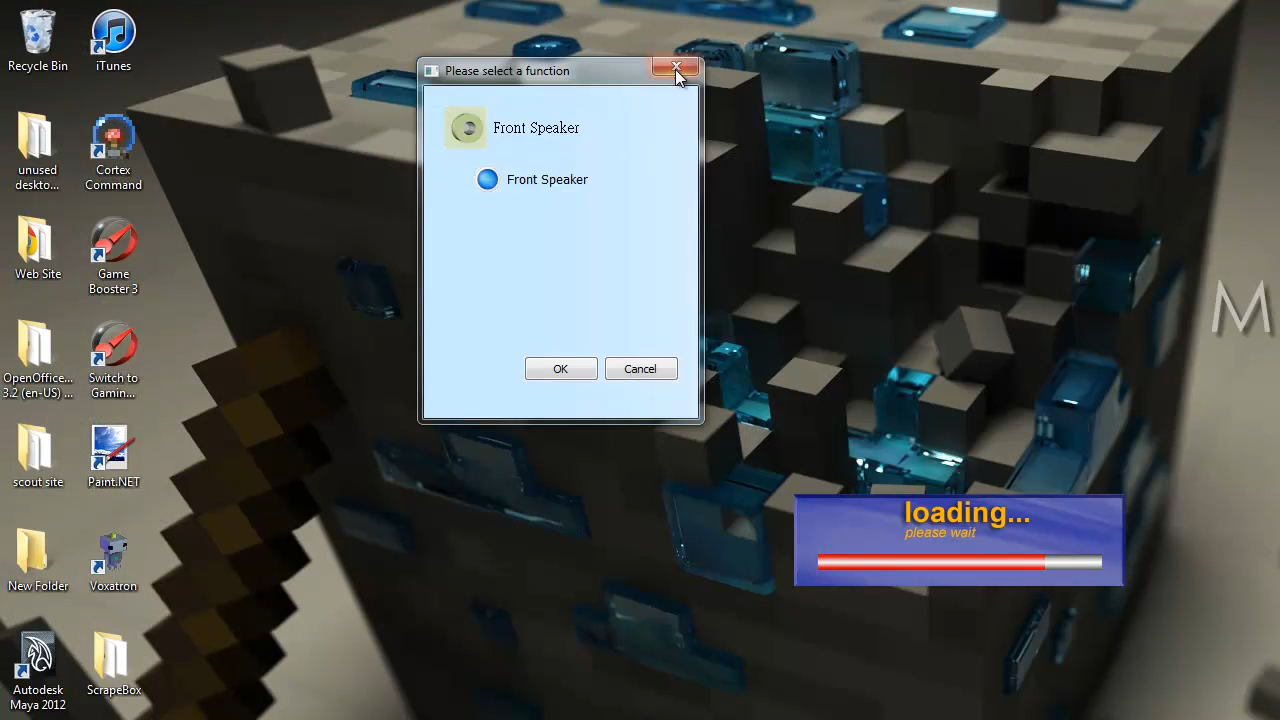 Recycle Bin
iTunes
unused
deskto...
Cortex
Command
Web Site
Game
Booster 3
OpenOffice...
3.2 (en-US) ...
Switch to
Gamin...
scout site
Paint.NET
New Folder
Voxatron
Autodesk
Maya 2012
ScrapeBox
Please select a function
Front Speaker
Front Speaker
OK
Cancel
M
loading...
please wait